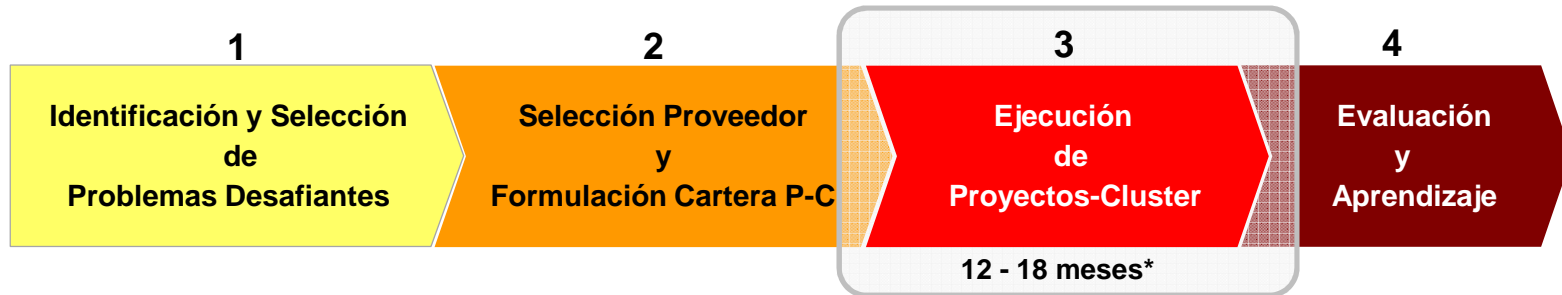 1
Identificación y Selección
de
Problemas Desafiantes
2
Selección Proveedor
y
Formulación Cartera P-C
3
Ejecución
de
Proyectos-Cluster
12 - 18 meses*
4
Evaluación
y
Aprendizaje